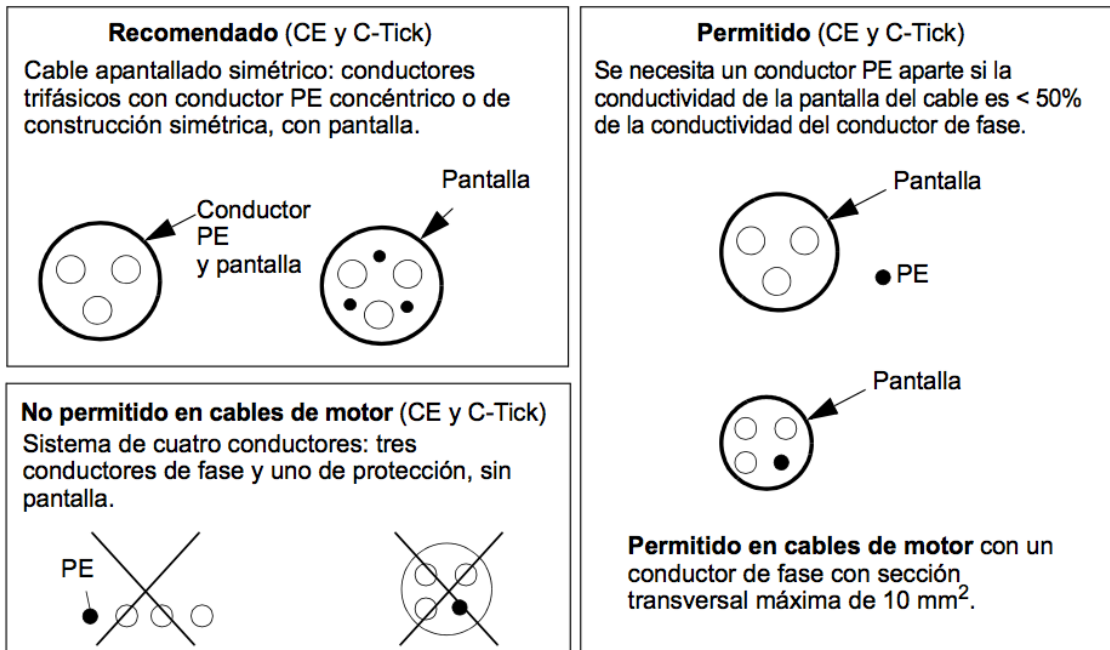 Recomendado (CE y C-Tick)
Cable apantallado simétrico: conductores
trifásicos con conductor PE concéntrico o de
construcción simétrica, con pantalla.
Conductor
PE
y pantalla
Pantalla
No permitido en cables de motor (CE y C-Tick)
Sistema de cuatro conductores: tres
conductores de fase y uno de protección, sin
pantalla.
PE
Permitido (CE y C-Tick)
Se necesita un conductor PE aparte si la
conductividad de la pantalla del cable es < 50%
de la conductividad del conductor de fase.
Pantalla
PE
Pantalla
Permitido en cables de motor con un
conductor de fase con sección
transversal máxima de 10 mm².